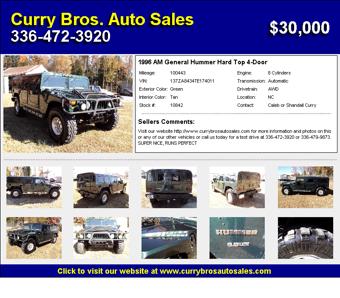 Curry Bros. Auto Sales
336-472-3920
$30,000
1996 AM General Hummer Hard Top 4-Door
Mileage: 100443 Engine: 8 Cylinders
VIN: 137ZA84347E174011 Transmission: Automatic
Exterior Color: Green Drivetrain: AWD
Interior Color: Tan Location: NC
Stock #: 10842 Contact: Caleb or Shandall Curry
Sellers Comments:
Visit our website http://www.currybrosautosales.com for more information and photos on this
or any of our other vehicles or call us today for a test drive at 336-472-3920 or 336-479-9873.
SUPER NICE, RUNS PERFECT
Click to visit our website at www.currybrosautosales.com